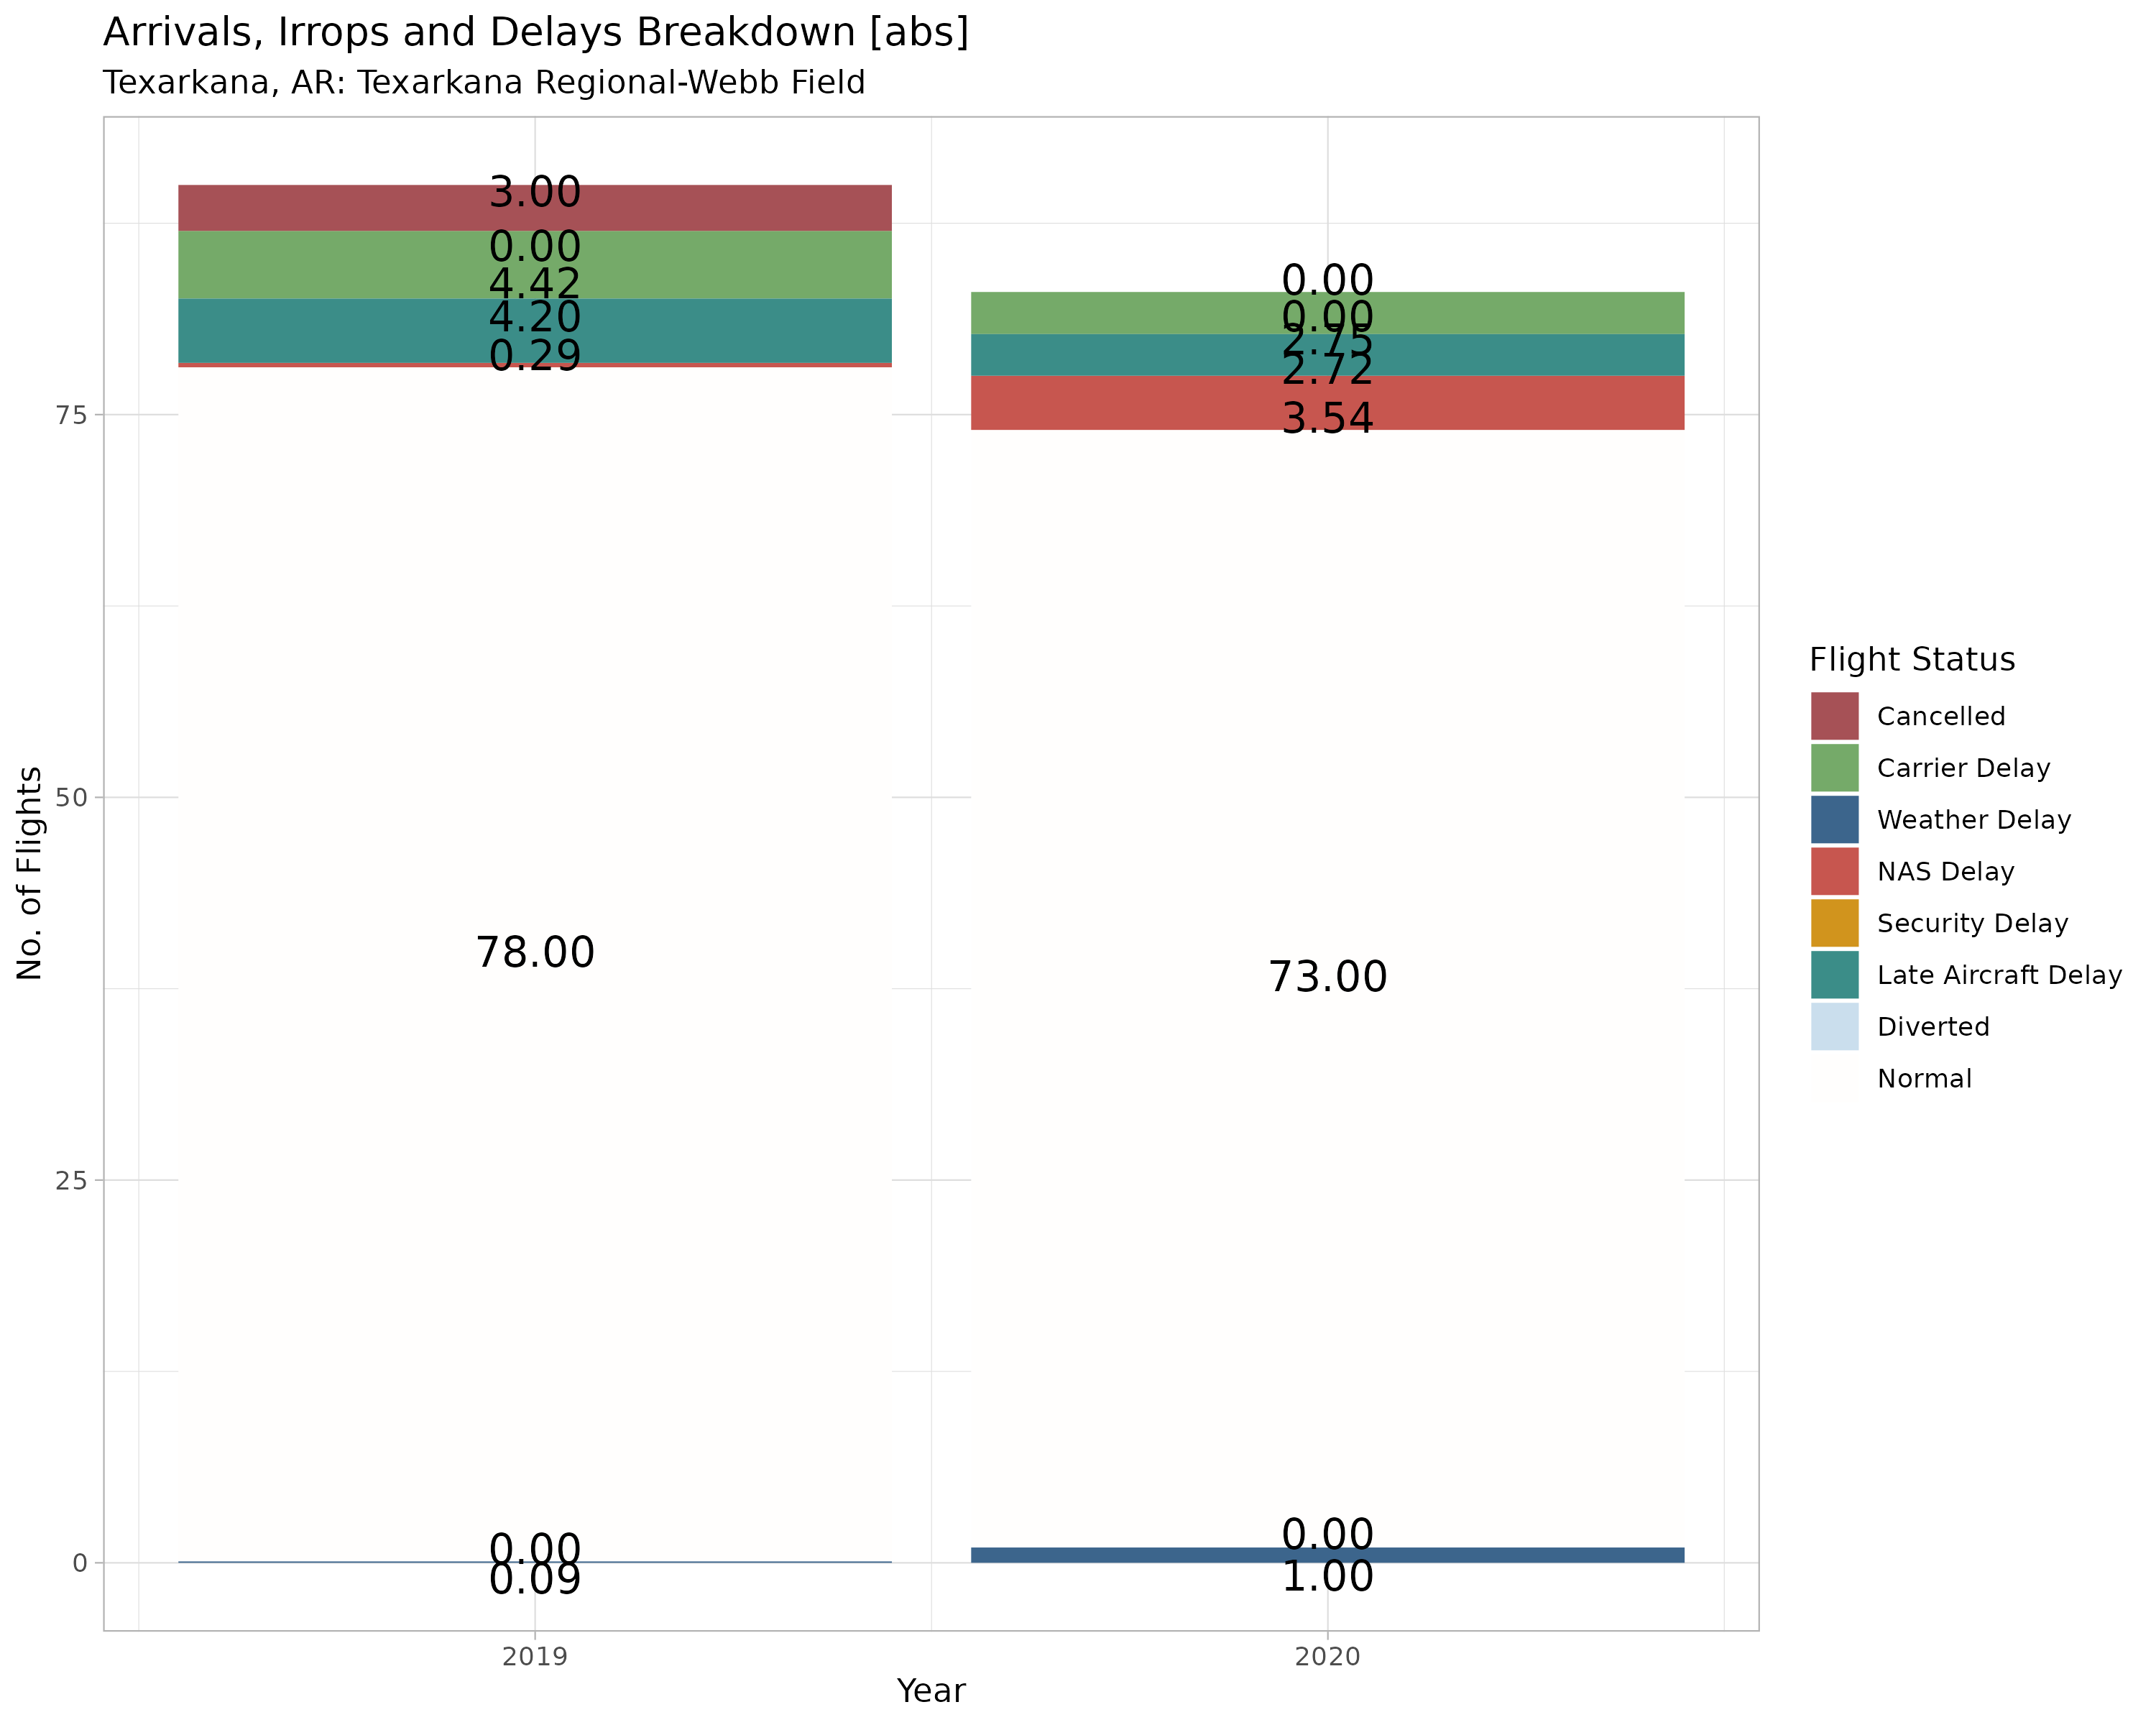 Arrivals, Irrops and Delays Breakdown [abs]
Texarkana, AR: Texarkana Regional-Webb Field
No. of Flights
75
50
25
0
3.00
0.00
4.42
4.20
0.29
78.00
0.00
0.09
0.00
0.00
2.75
2.72
3.54
73.00
0.00
1.00
2019
2020
Year
Flight Status
Cancelled
Carrier Delay
Weather Delay
NAS Delay
Security Delay
Late Aircraft Delay
Diverted
Normal